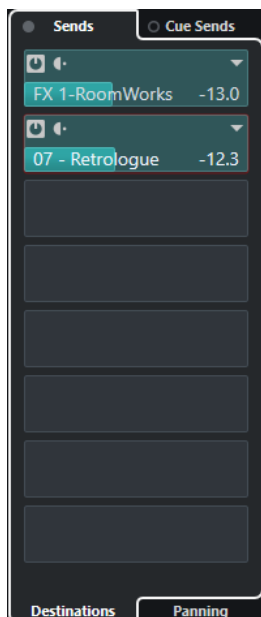 Sends Cue Sends
FX 1-RoomWorks -13.0
07 - Retrologue -12.3
Destinations Panning